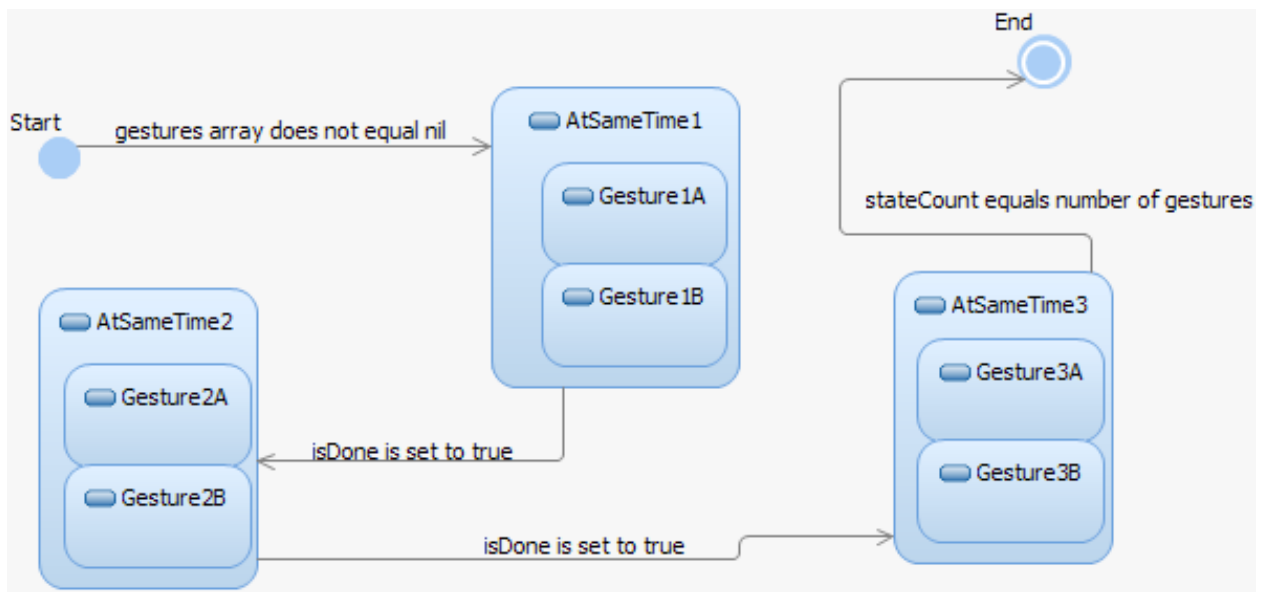 End
Start
gestures array does not equal nil
AtSameTime1
Gesture1A
Gesture1B
stateCount equals number of gestures
AtSameTime2
Gesture2A
Gesture2B
isDone is set to true
AtSameTime3
Gesture3A
Gesture3B
isDone is set to true